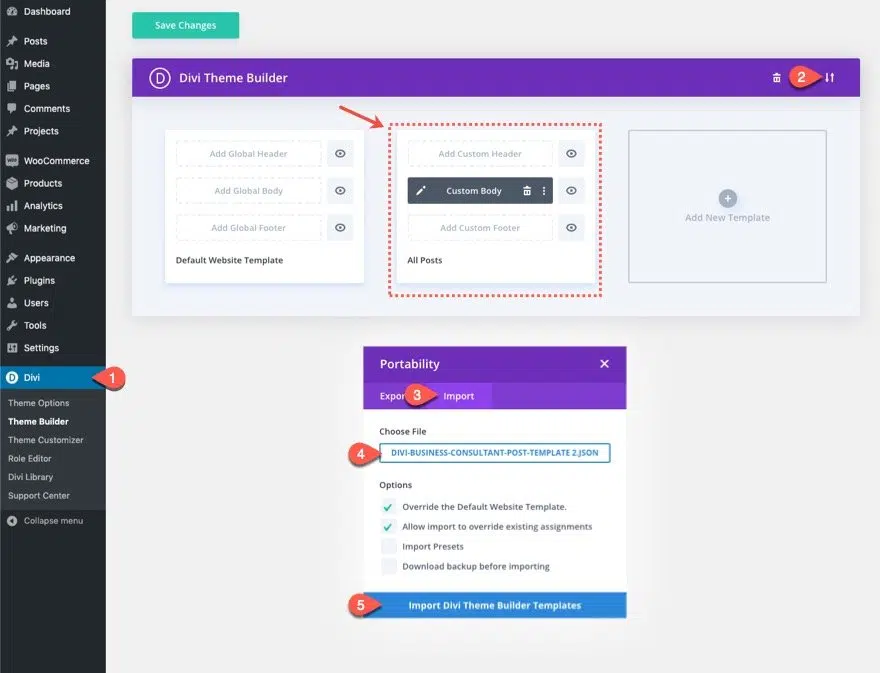 Dashboard
Posts
Media
Pages
Comments
Projects
WooCommerce
Products
Analytics
Marketing
Appearance
Plugins
Users
Tools
Settings
Divi
1
Theme Options
Theme Builder
Theme Customizer
Role Editor
Divi Library
Support Center
Collapse menu
Save Changes
D Divi Theme Builder
2
Add Global Header
Add Global Body
Add Global Footer
Default Website Template
Add Custom Header
Custom Body
Add Custom Footer
All Posts
Add New Template
Portability
3 Import
Choose File
4 DIVI-BUSINESS-CONSULTANT-POST-TEMPLATE 2.JSON
Options
Override the Default Website Template.
Allow import to override existing assignments
Import Presets
Download backup before importing
5 Import Divi Theme Builder Templates